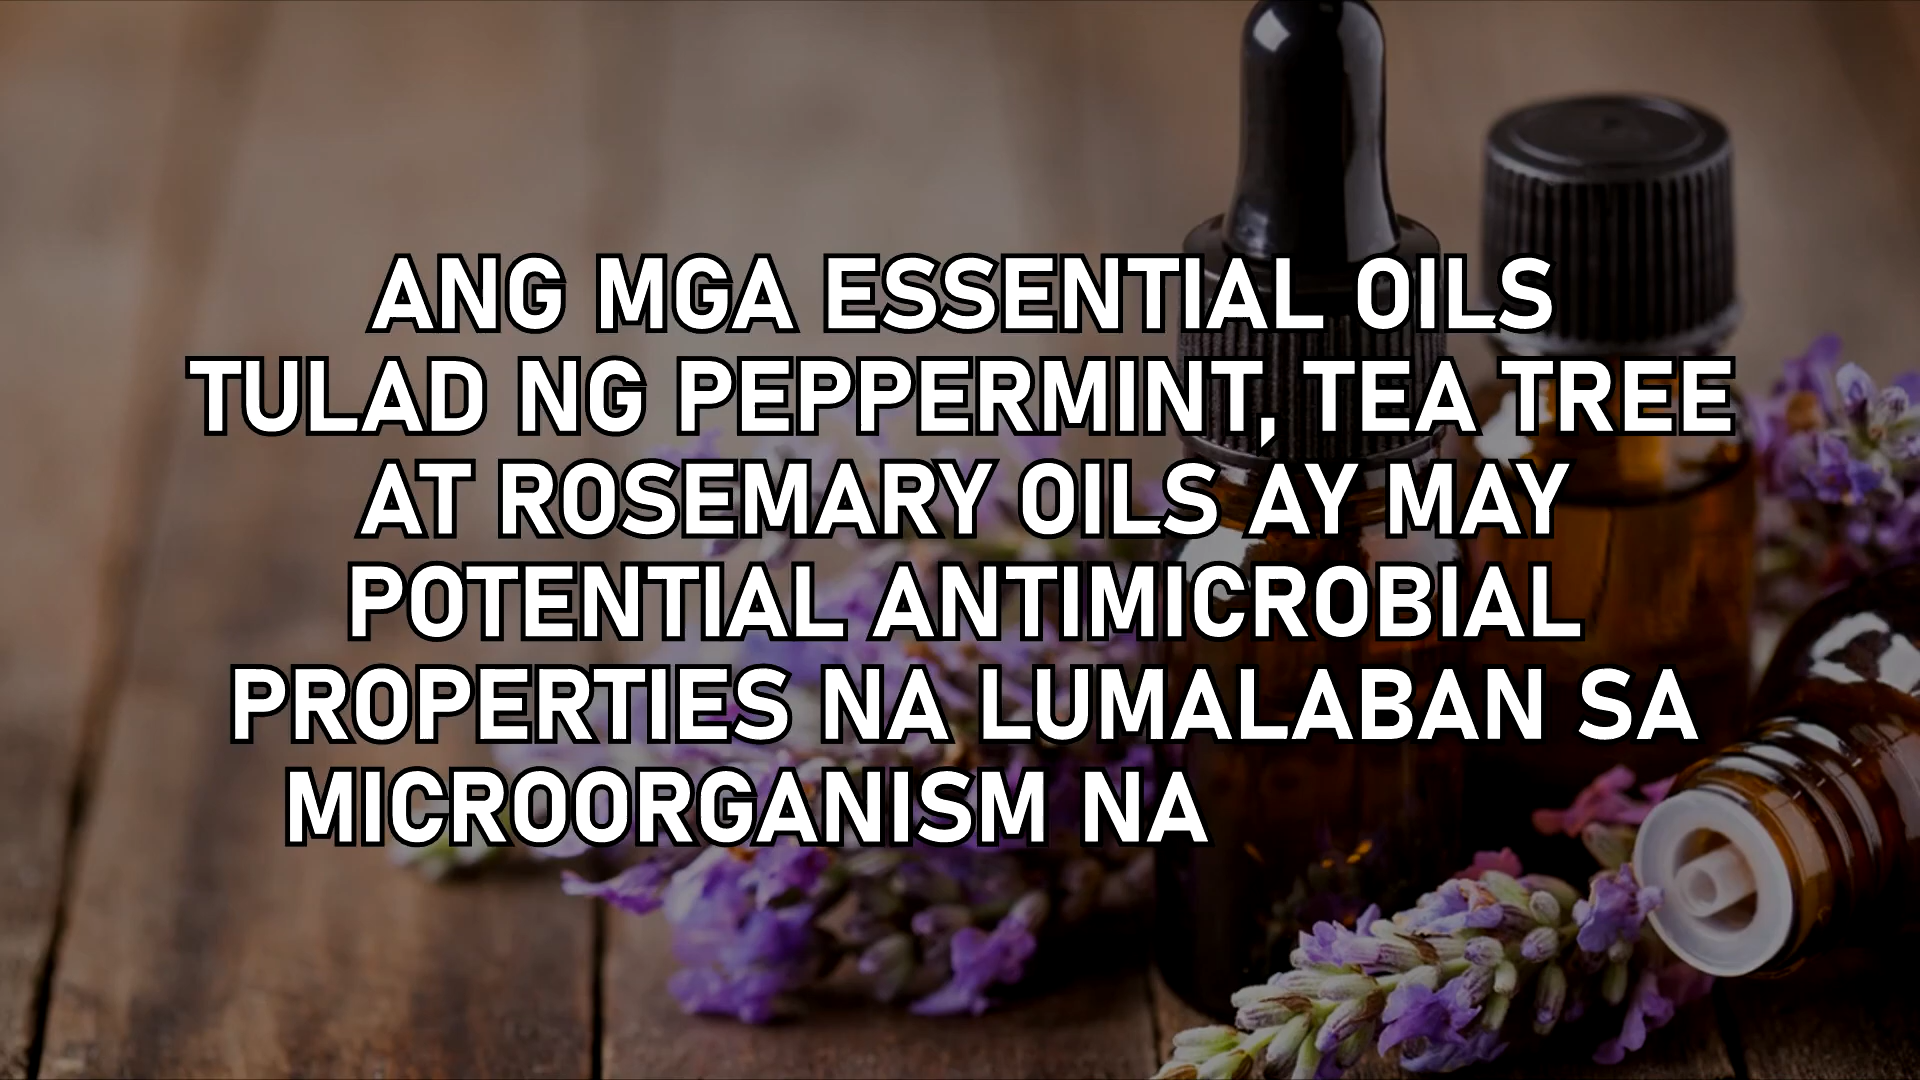 ANG MGA ESSENTIAL OILS
TULAD NG PEPPERMINT, TEA TREE
AT ROSEMARY OILS AY MAY
POTENTIAL ANTIMICROBIAL
PROPERTIES NA LUMALABAN SA
MICROORGANISM NA